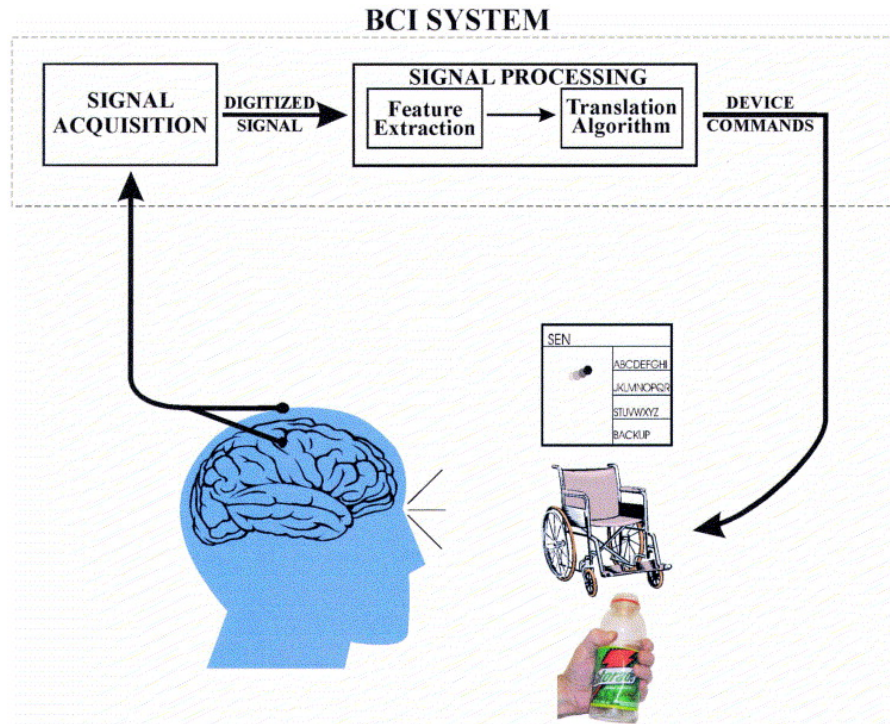 BCI SYSTEM
SIGNAL
ACQUISITION
DIGITIZED
SIGNAL
SIGNAL PROCESSING
Feature
Extraction
Translation
Algorithm
DEVICE
COMMANDS
SEN
ABCDEFGHI
JKLMNOPQR
STUVWXYZ
BACKUP